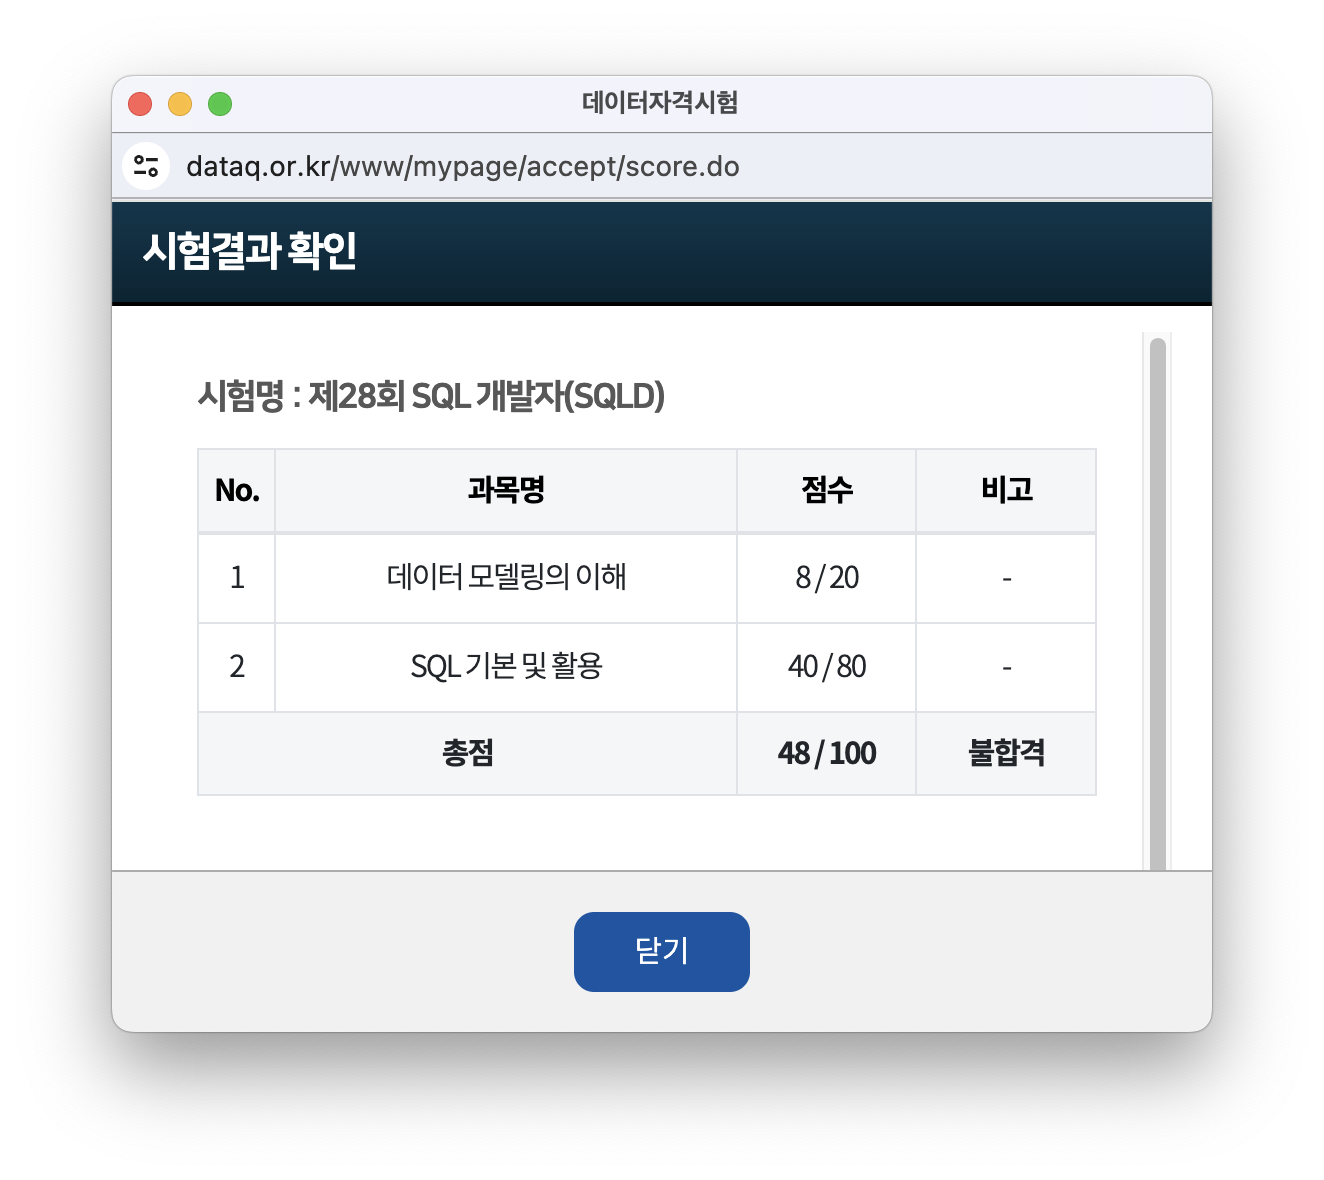 데이터자격시험
dataq.or.kr/www/mypage/accept/score.do
시험결과 확인
시험명 : 제28회 SQL 개발자(SQLD)
No. 과목명 점수 비고
1 데이터 모델링의 이해 8 / 20 -
2 SQL 기본 및 활용 40 / 80 -
총점 48 / 100 불합격
닫기